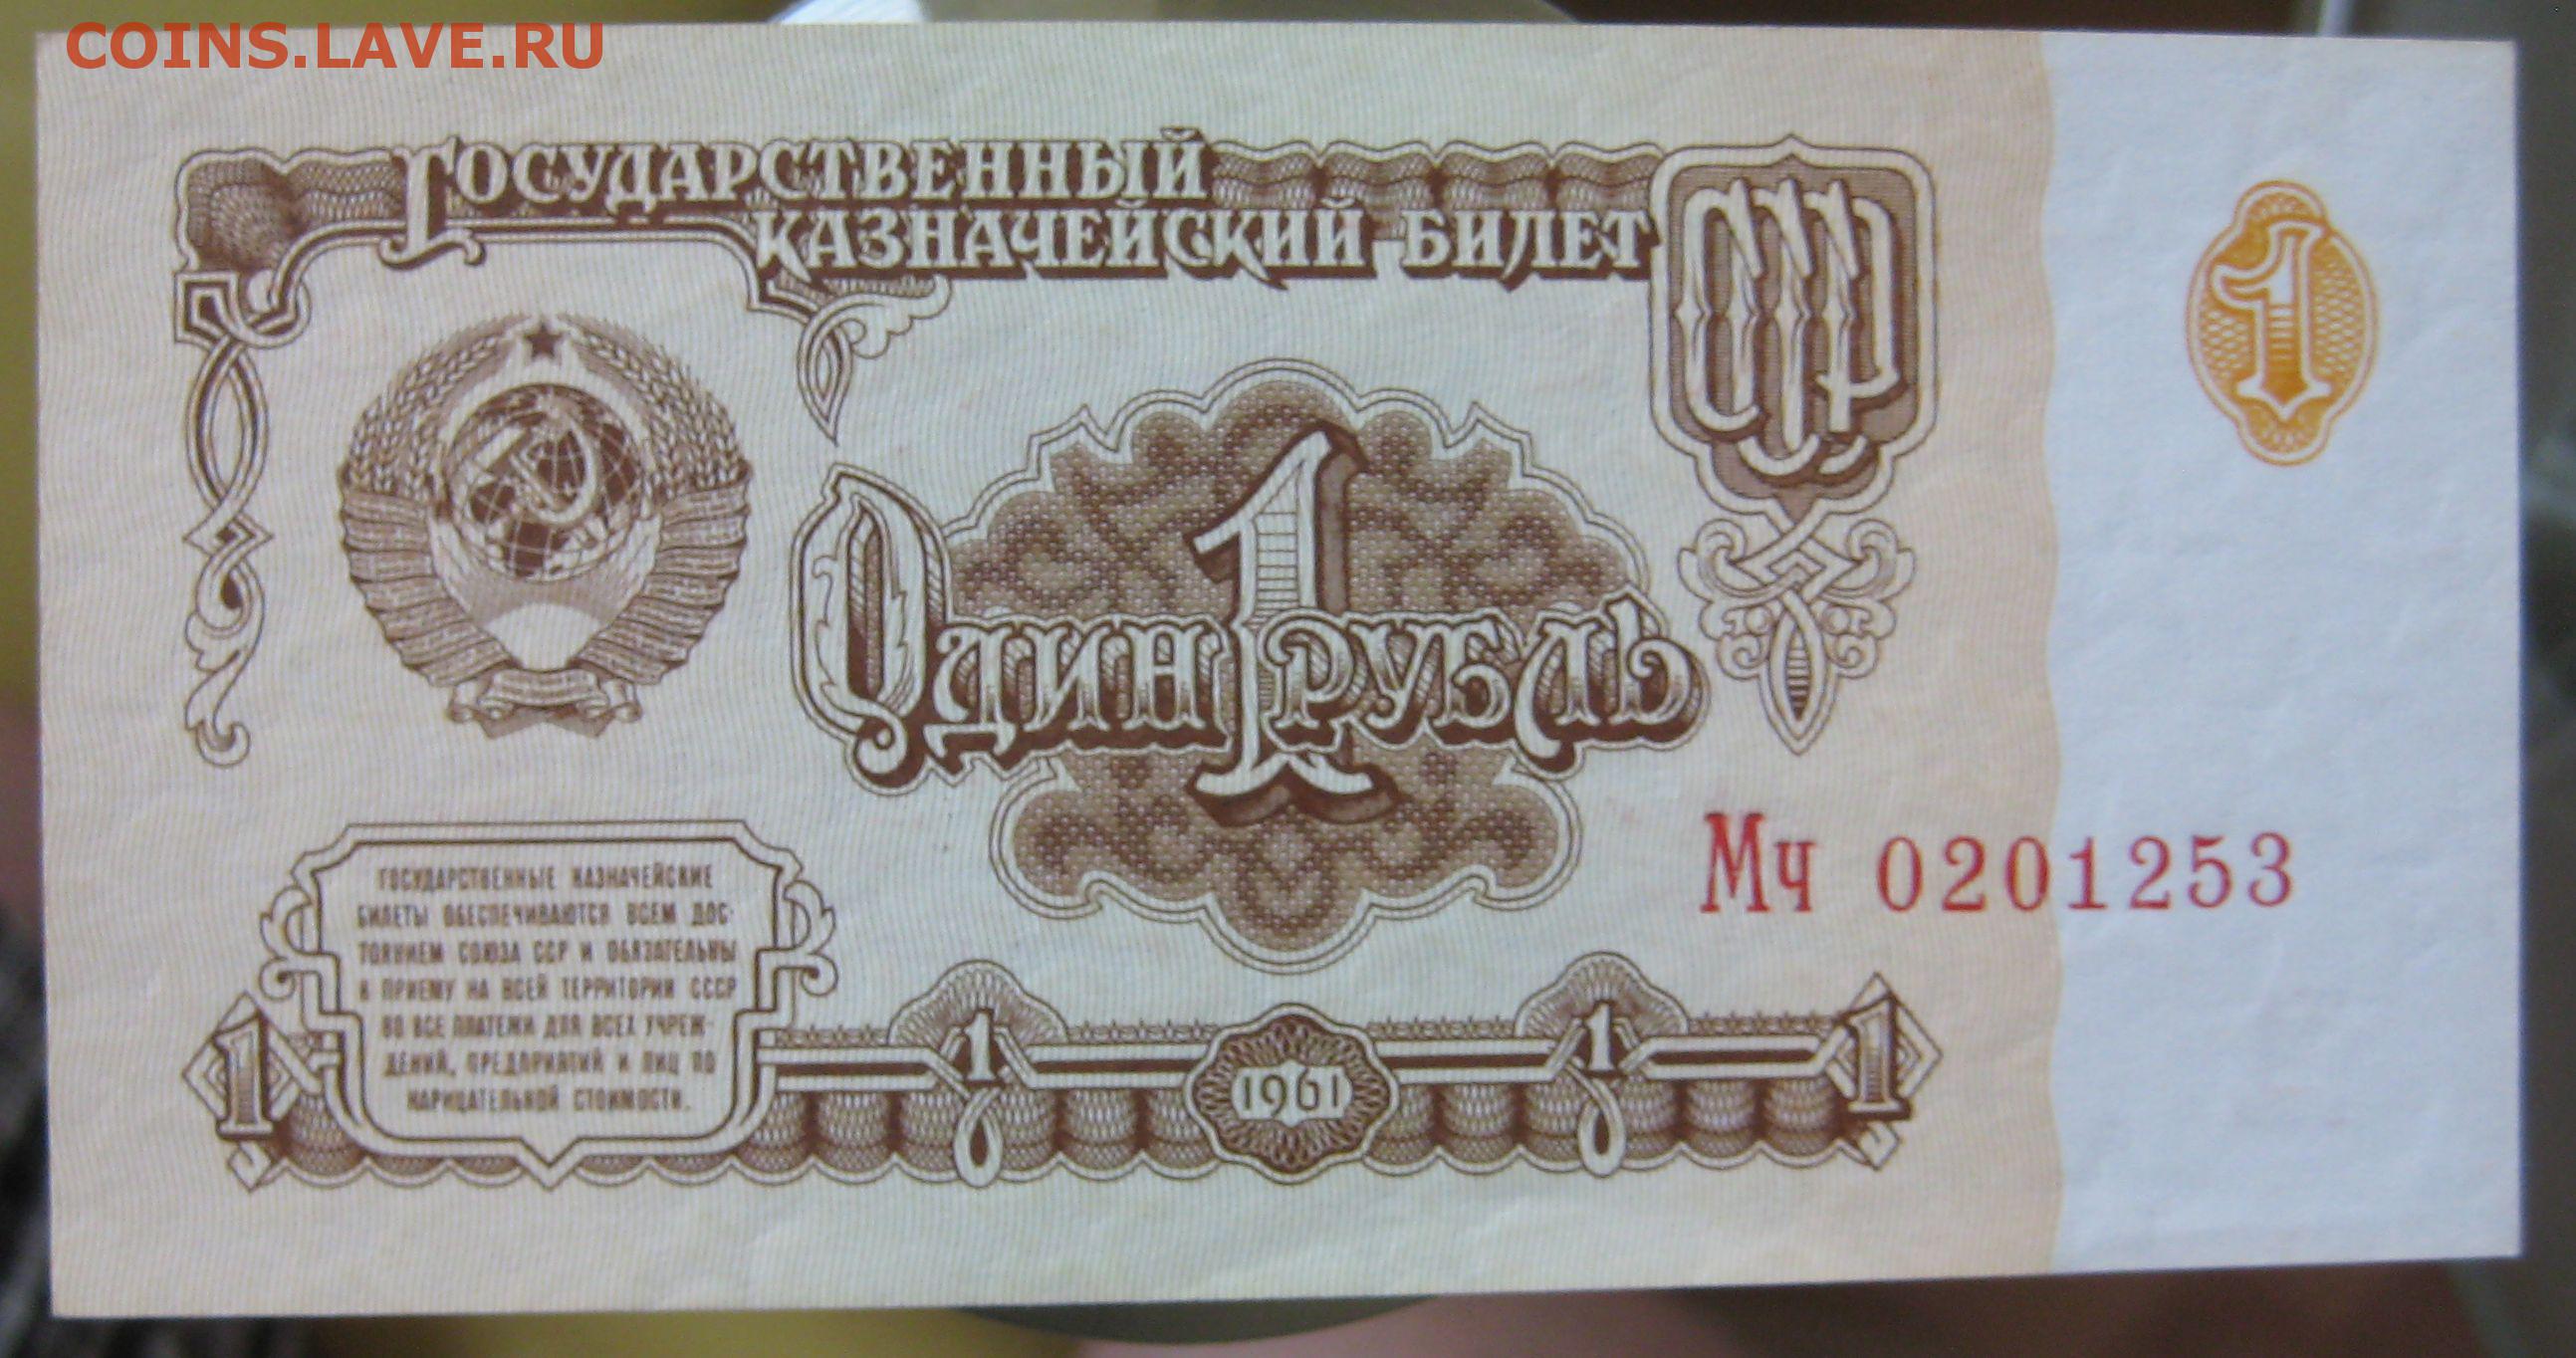 COINS.LAVE.RU
ГОСУДАРСТВЕННЫЙ
КАЗНАЧЕЙСКИЙ БИЛЕТ
СССР
1
1
ОДИН РУБЛЬ
Мч 0201253
ГОСУДАРСТВЕННЫЕ КАЗНАЧЕЙСКИЕ
БИЛЕТЫ ОБЕСПЕЧИВАЮТСЯ ВСЕМ ДОС-
ТОЯНИЕМ СОЮЗА ССР И ОБЯЗАТЕЛЬНЫ
К ПРИЕМУ НА ВСЕЙ ТЕРРИТОРИИ СССР
ВО ВСЕ ПЛАТЕЖИ ДЛЯ ВСЕХ УЧРЕЖ-
ДЕНИЙ, ПРЕДПРИЯТИЙ И ЛИЦ ПО
НАРИЦАТЕЛЬНОЙ СТОИМОСТИ.
1 1 1961 1 1